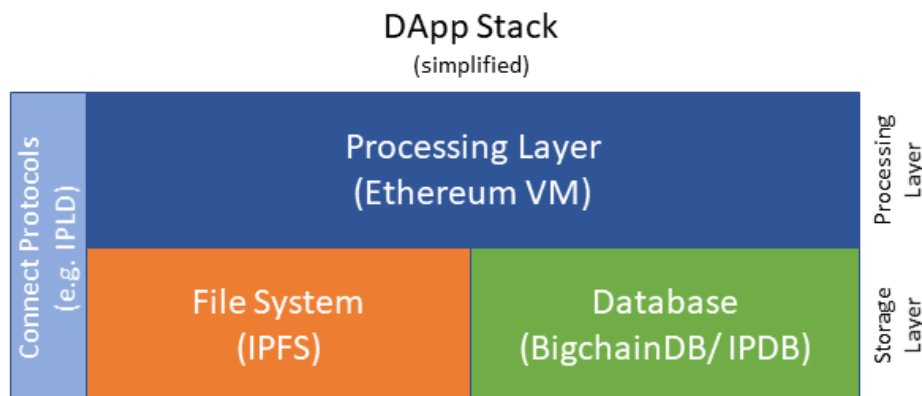 DApp Stack
(simplified)
Connect Protocols
(e.g. IPLD)
Processing Layer
(Ethereum VM)
Processing
Layer
File System
(IPFS)
Database
(BigchainDB/ IPDB)
Storage
Layer